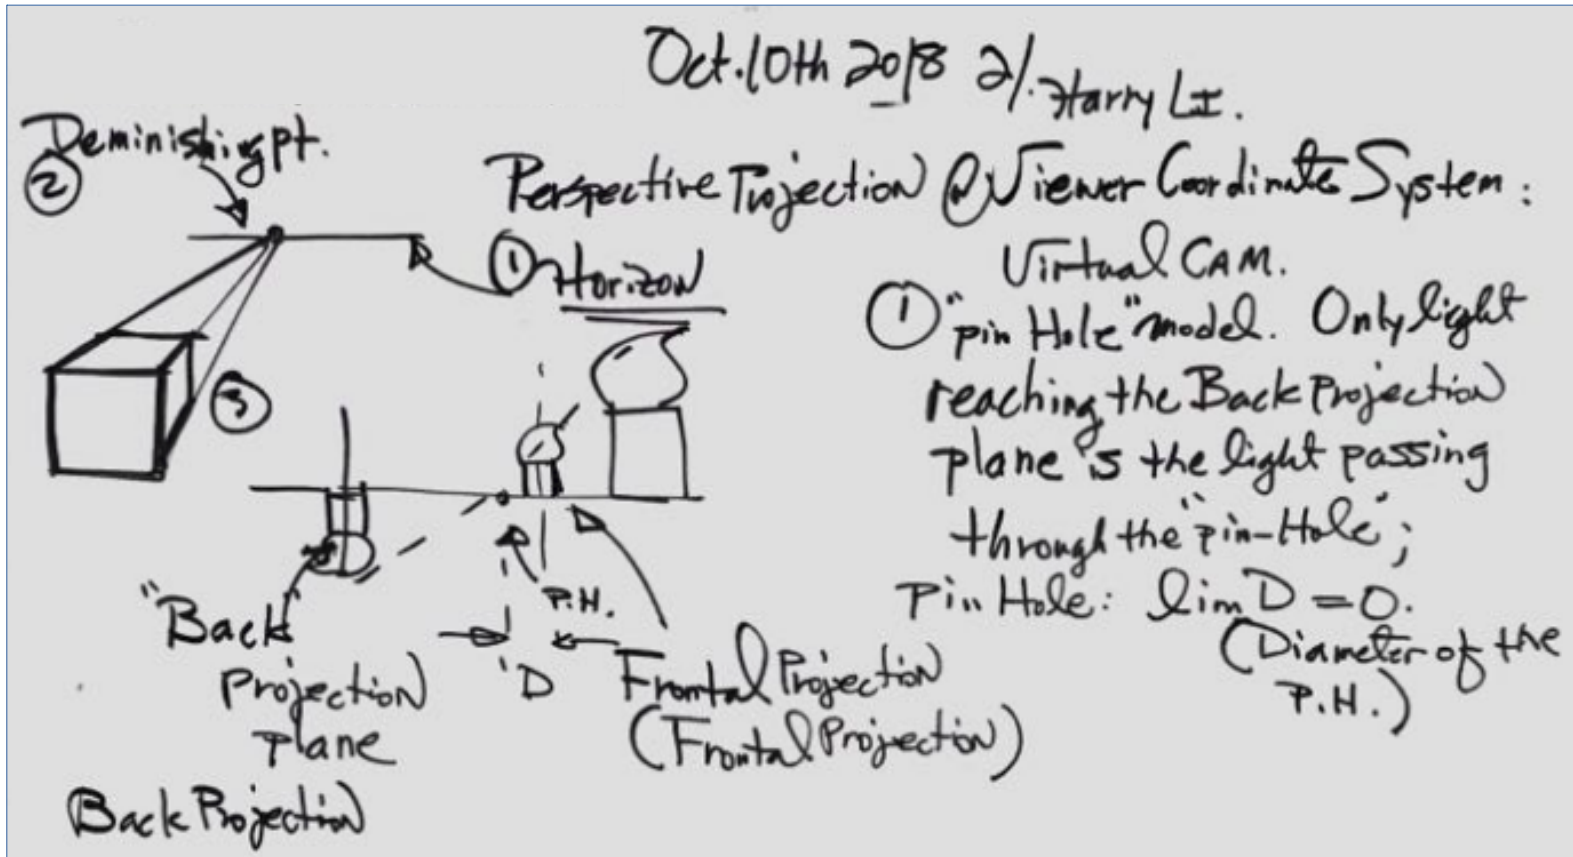 Oct. 10th 2018 2/. Harry LI.
Deminishing pt.
②
Perspective Projection @ Viewer Coordinate System :
Virtual CAM.
① Horizon
③
① "pin Hole" model. Only light
reaching the Back Projection
plane is the light passing
through the "pin-Hole";
Pin Hole: lim D = 0.
(Diameter of the
P.H.)
P.H.
"Back"
Projection
plane
D
Frontal Projection
(Frontal Projection)
Back Projection